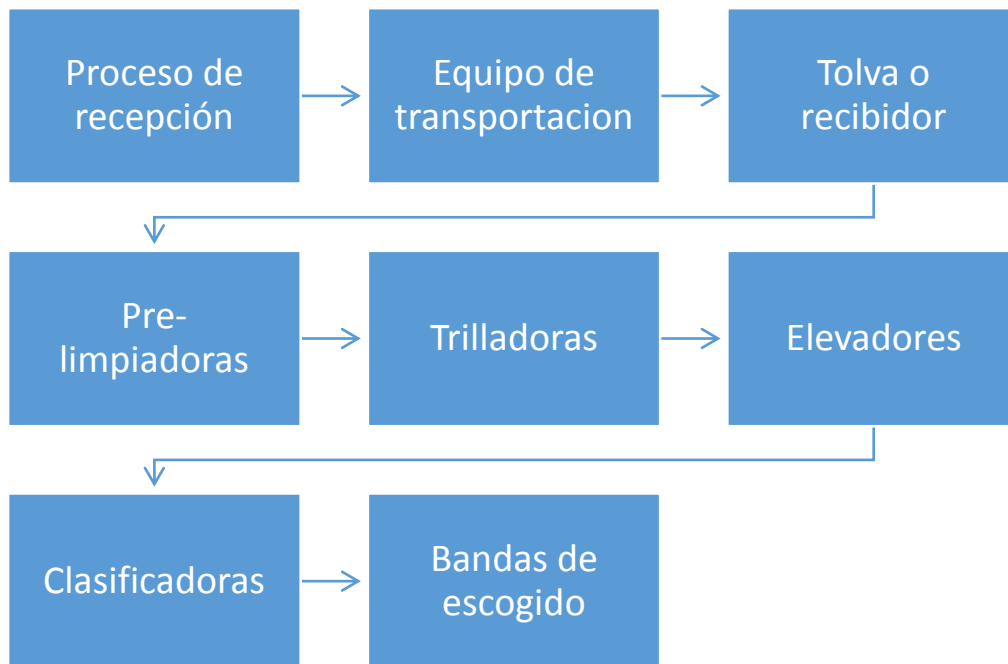 Proceso de
recepción
Equipo de
transportacion
Tolva o
recibidor
Pre-
limpiadoras
Trilladoras
Elevadores
Clasificadoras
Bandas de
escogido